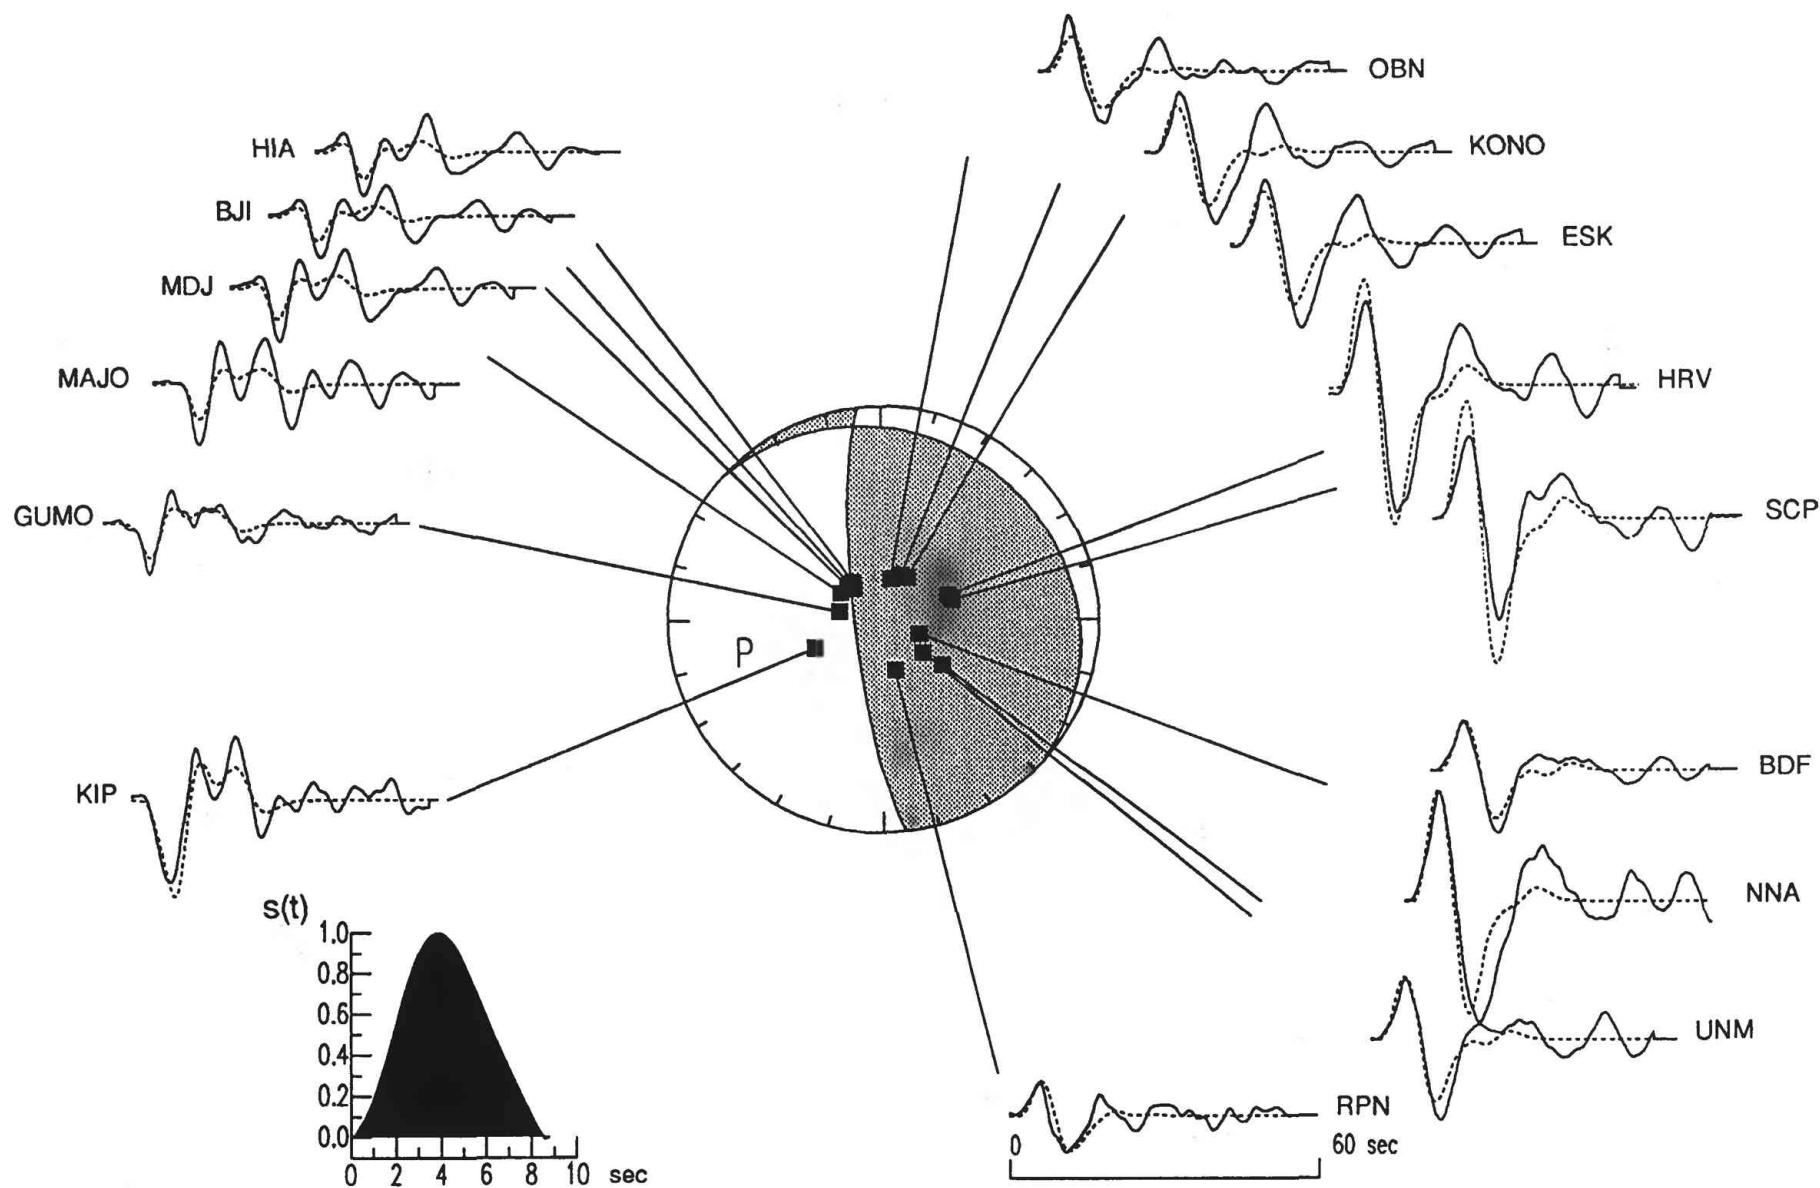 OBN
KONO
ESK
HRV
SCP
HIA
BJI
MDJ
MAJO
GUMO
P
KIP
BDF
NNA
UNM
RPN
0 60 sec
s(t)
1.0
0.8
0.6
0.4
0.2
0.0
0 2 4 6 8 10 sec